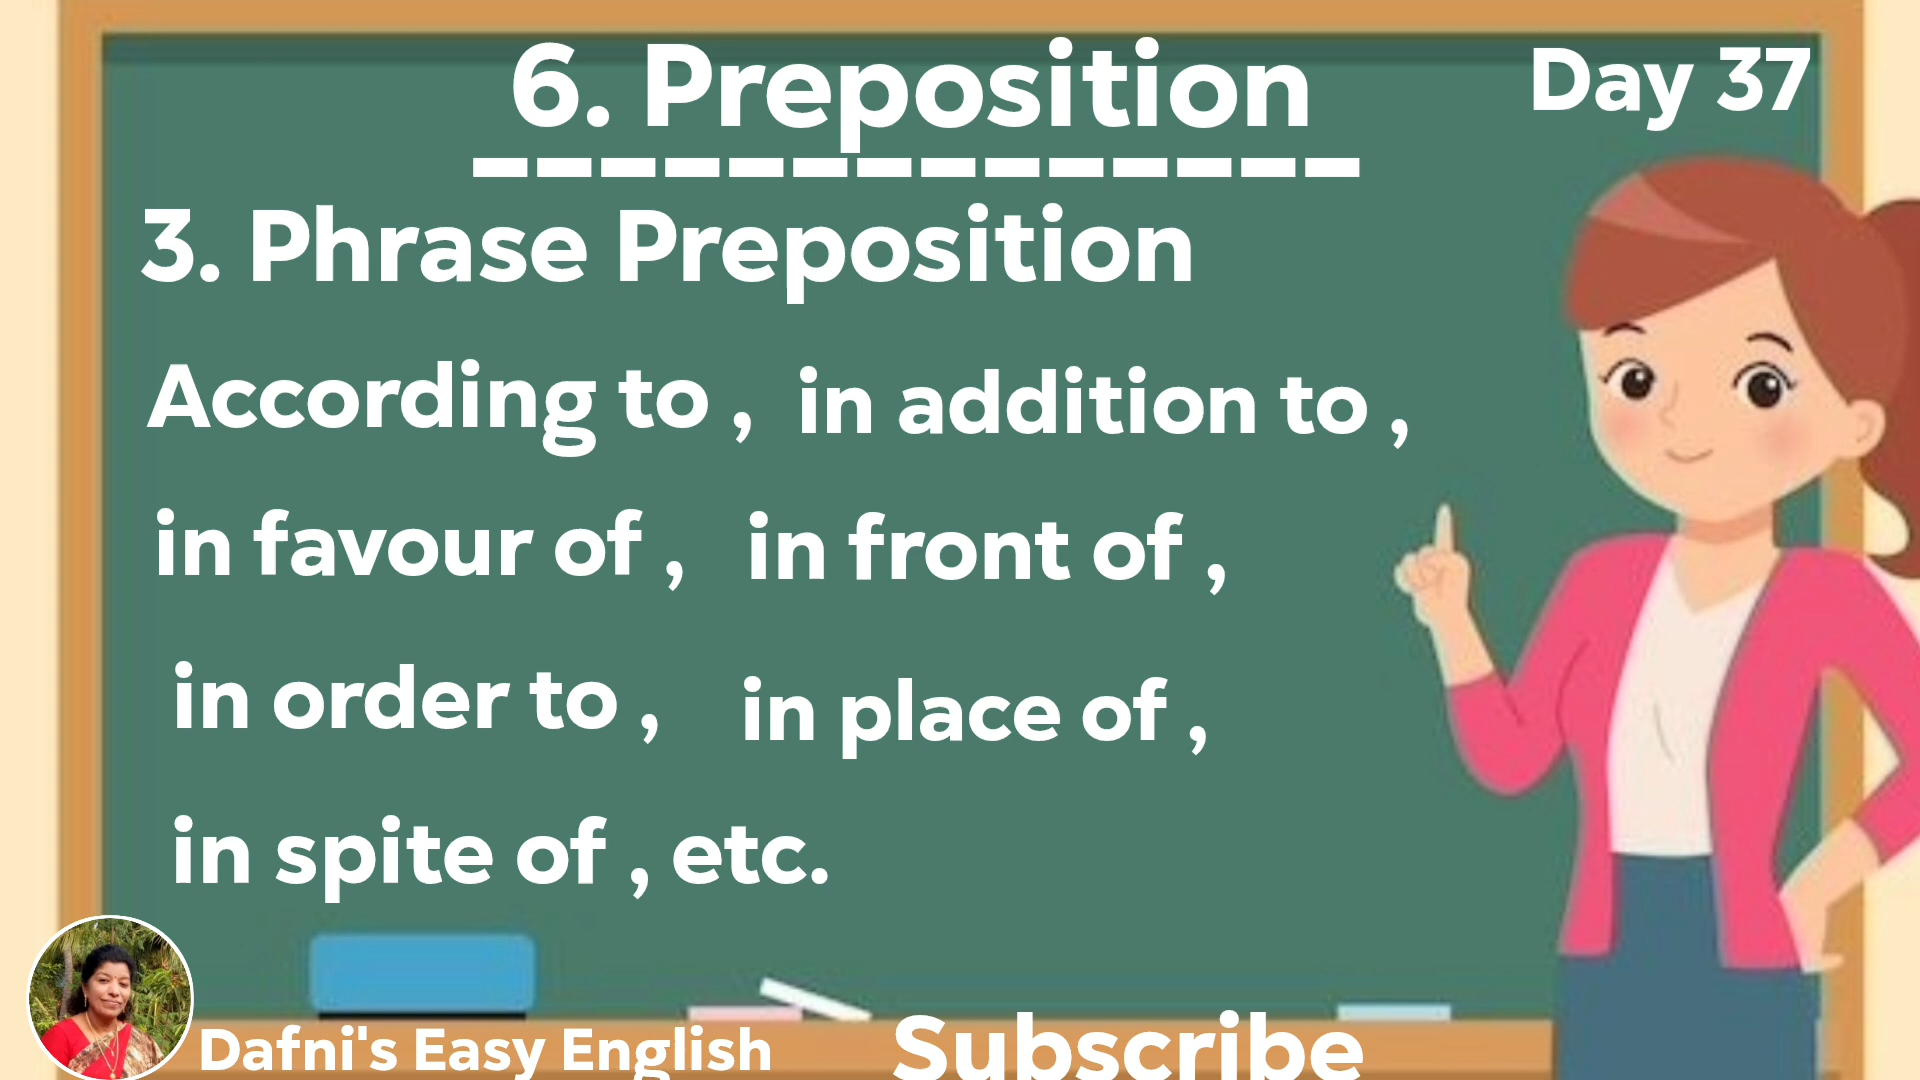 6. Preposition
Day 37
3. Phrase Preposition
According to , in addition to ,
in favour of , in front of ,
in order to , in place of ,
in spite of , etc.
Dafni's Easy English
Subscribe